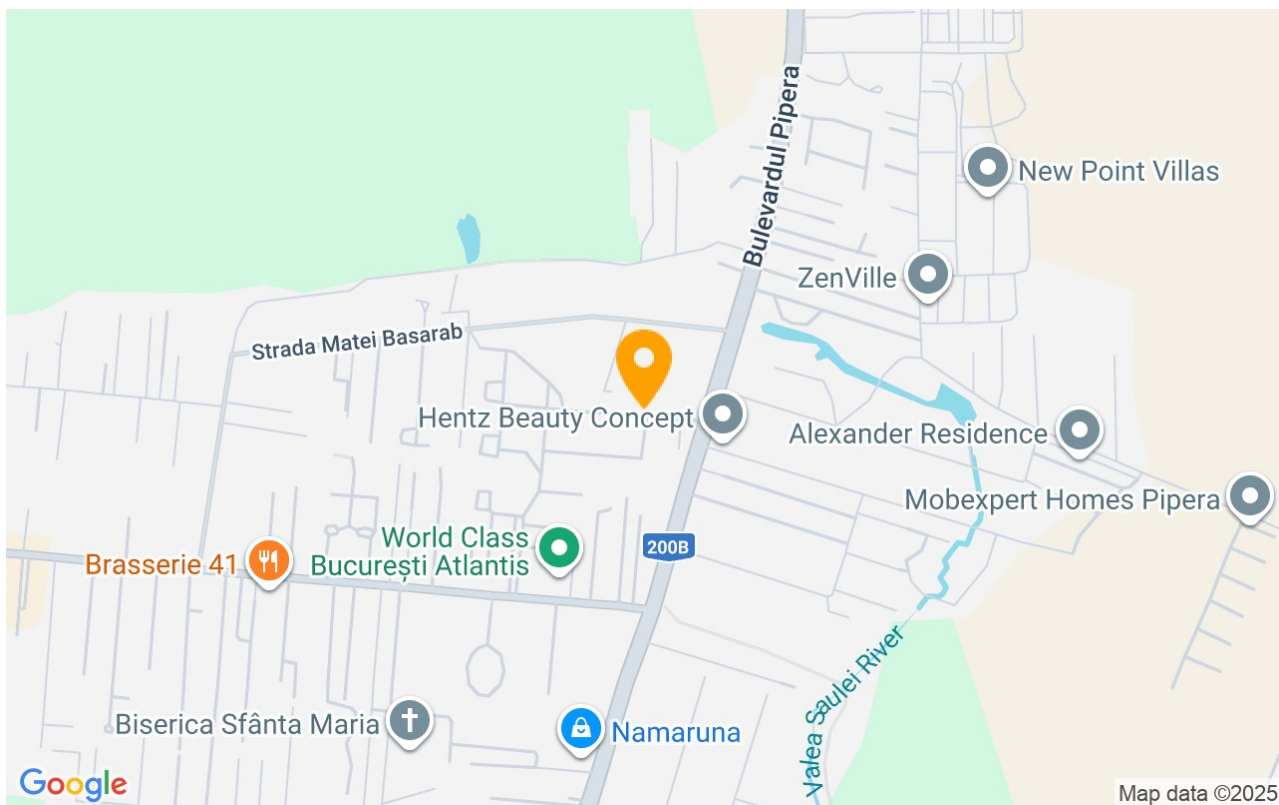 Bulevardul Pipera
New Point Villas
ZenVille
Strada Matei Basarab
Hentz Beauty Concept
Alexander Residence
Mobexpert Homes Pipera
World Class
București Atlantis
200B
Brasserie 41
Valea Saulei River
Biserica Sfânta Maria
Namaruna
Google
Map data ©2025